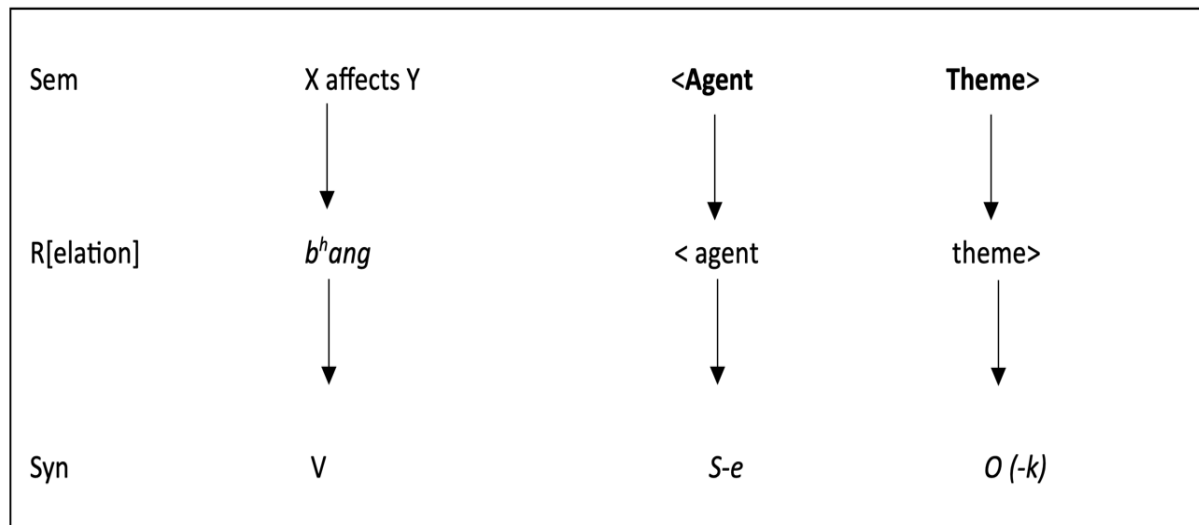 Sem X affects Y <Agent Theme>
R[elation] bʰang < agent theme>
Syn V S-e O (-k)